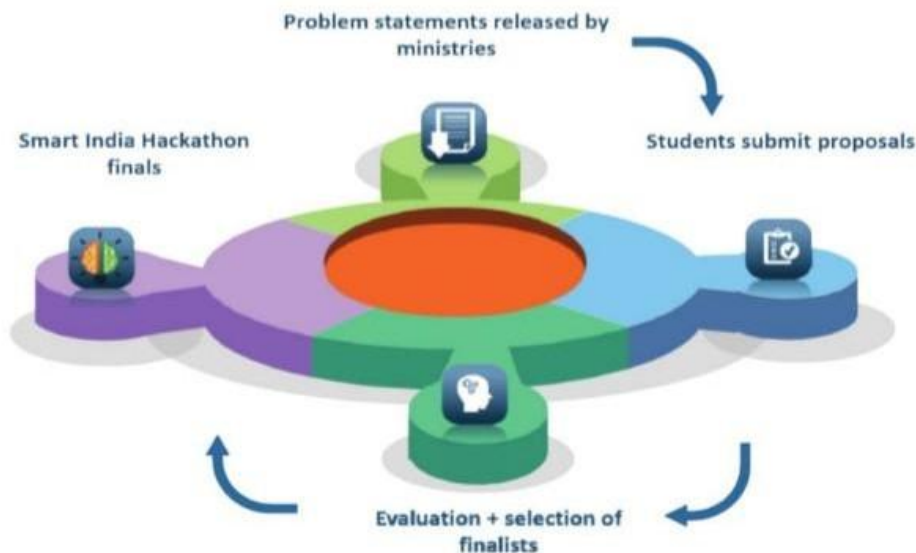 Problem statements released by
ministries
Smart India Hackathon
finals
Students submit proposals
Evaluation + selection of
finalists